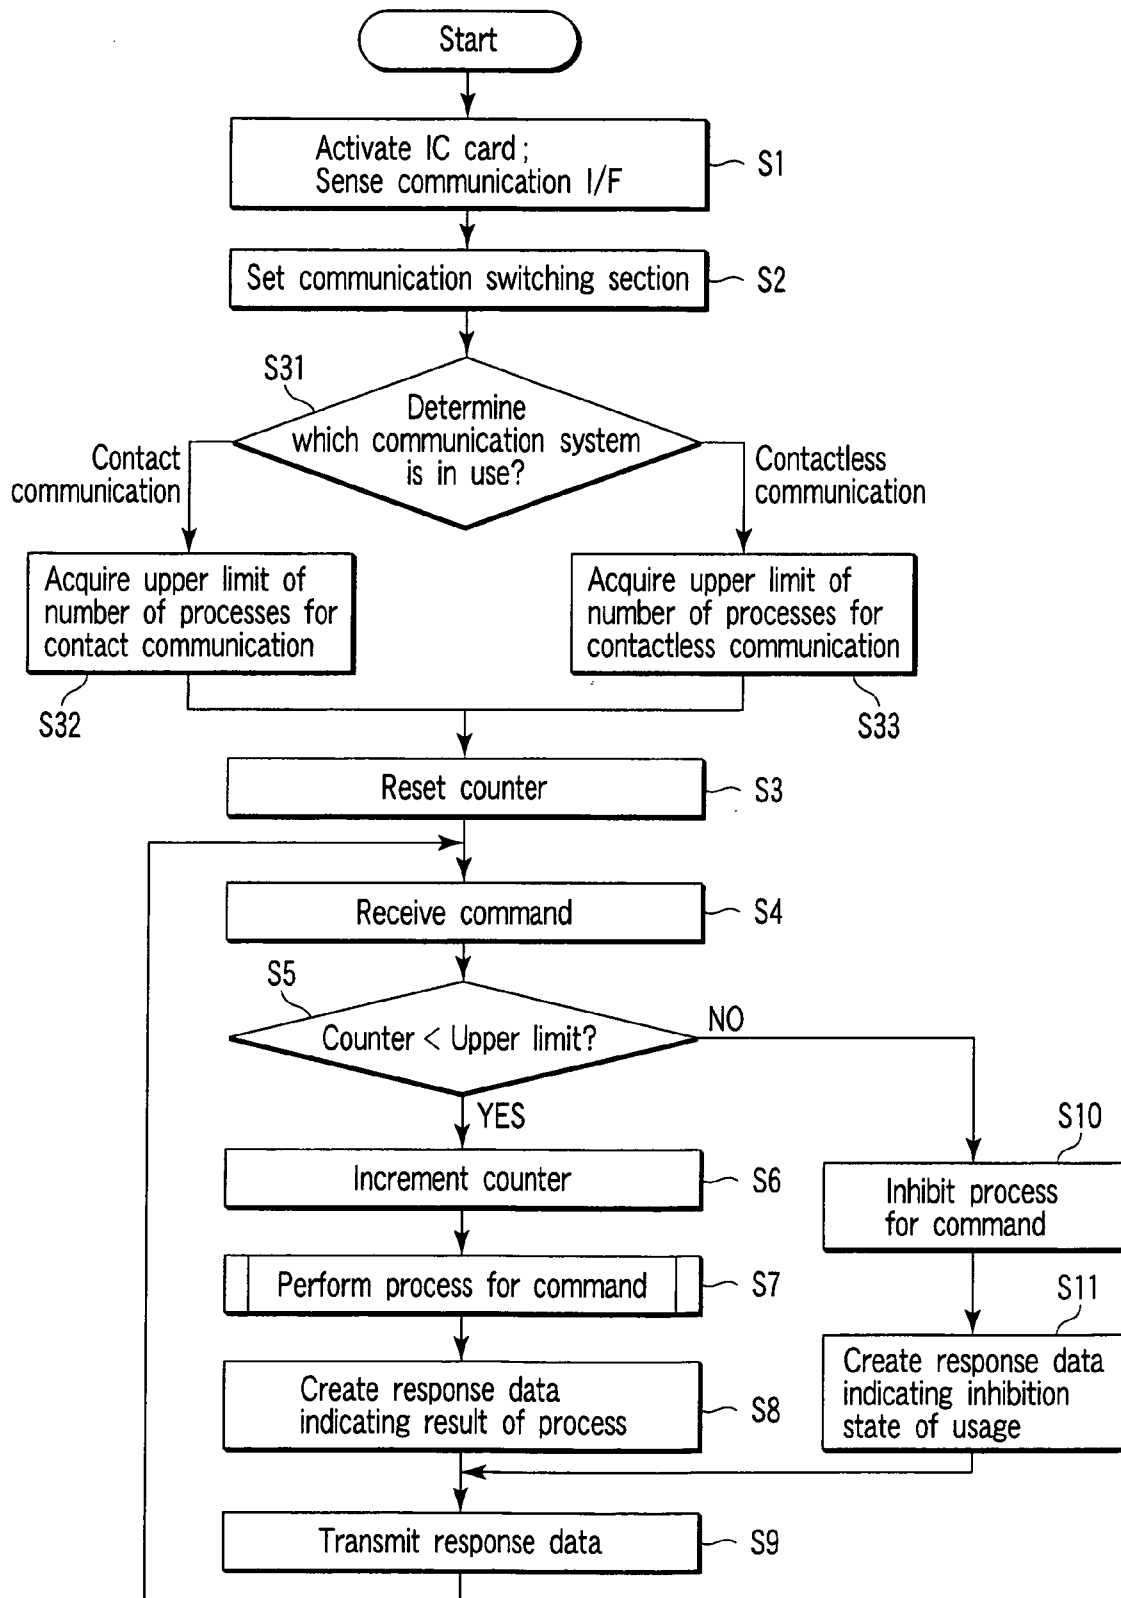 Start
Activate IC card;
Sense communication I/F
S1
Set communication switching section
S2
S31
Determine
which communication system
is in use?
Contact
communication
Contactless
communication
Acquire upper limit of
number of processes for
contact communication
S32
Acquire upper limit of
number of processes for
contactless communication
S33
Reset counter
S3
Receive command
S4
S5
Counter < Upper limit?
NO
YES
Increment counter
S6
S10
Inhibit process
for command
Perform process for command
S7
S11
Create response data
indicating result of process
S8
Create response data
indicating inhibition
state of usage
Transmit response data
S9